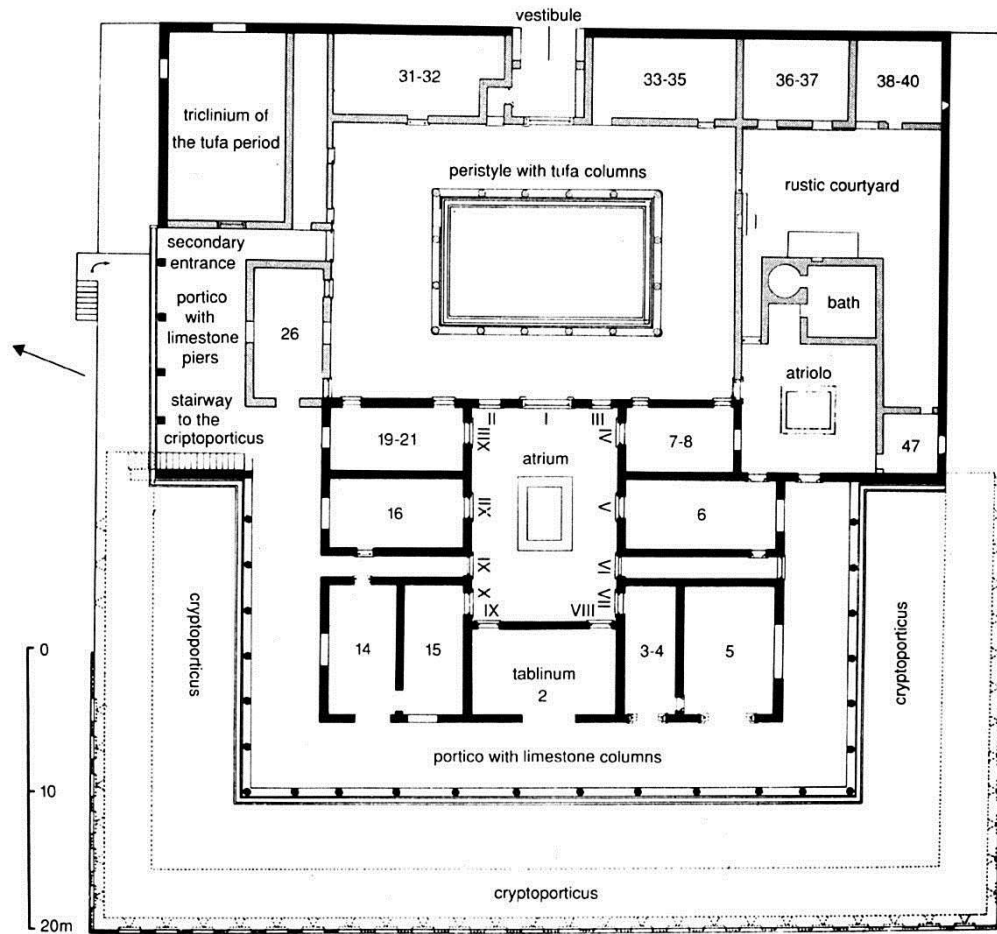 vestibule
31-32
33-35
36-37
38-40
triclinium of
the tufa period
peristyle with tufa columns
rustic courtyard
secondary
entrance
portico
with
limestone
piers
stairway
to the
criptoporticus
26
bath
atriolo
47
II
I
III
19-21
XIII
atrium
IV
7-8
16
XII
V
6
XI
VI
X
VII
IX
VIII
14
15
tablinum
2
3-4
5
cryptoporticus
cryptoporticus
portico with limestone columns
cryptoporticus
0
10
20m